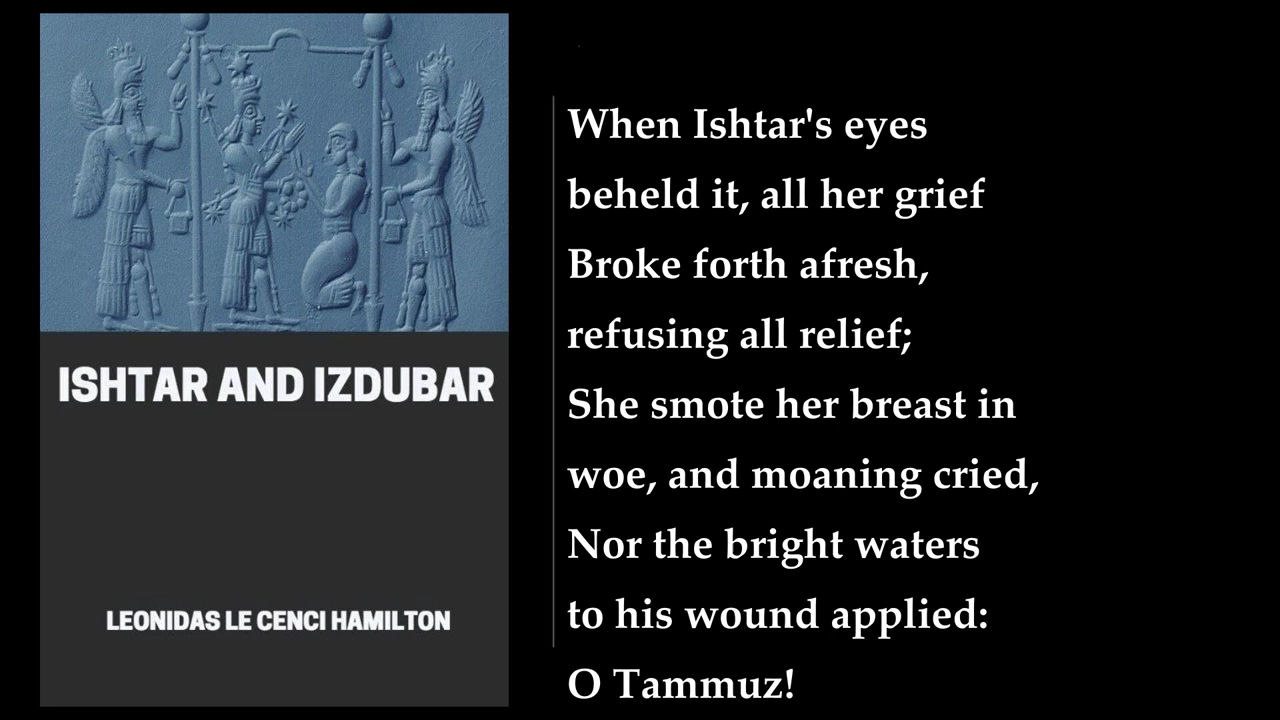 ISHTAR AND IZDUBAR
LEONIDAS LE CENCI HAMILTON
When Ishtar's eyes
beheld it, all her grief
Broke forth afresh,
refusing all relief;
She smote her breast in
woe, and moaning cried,
Nor the bright waters
to his wound applied:
O Tammuz!